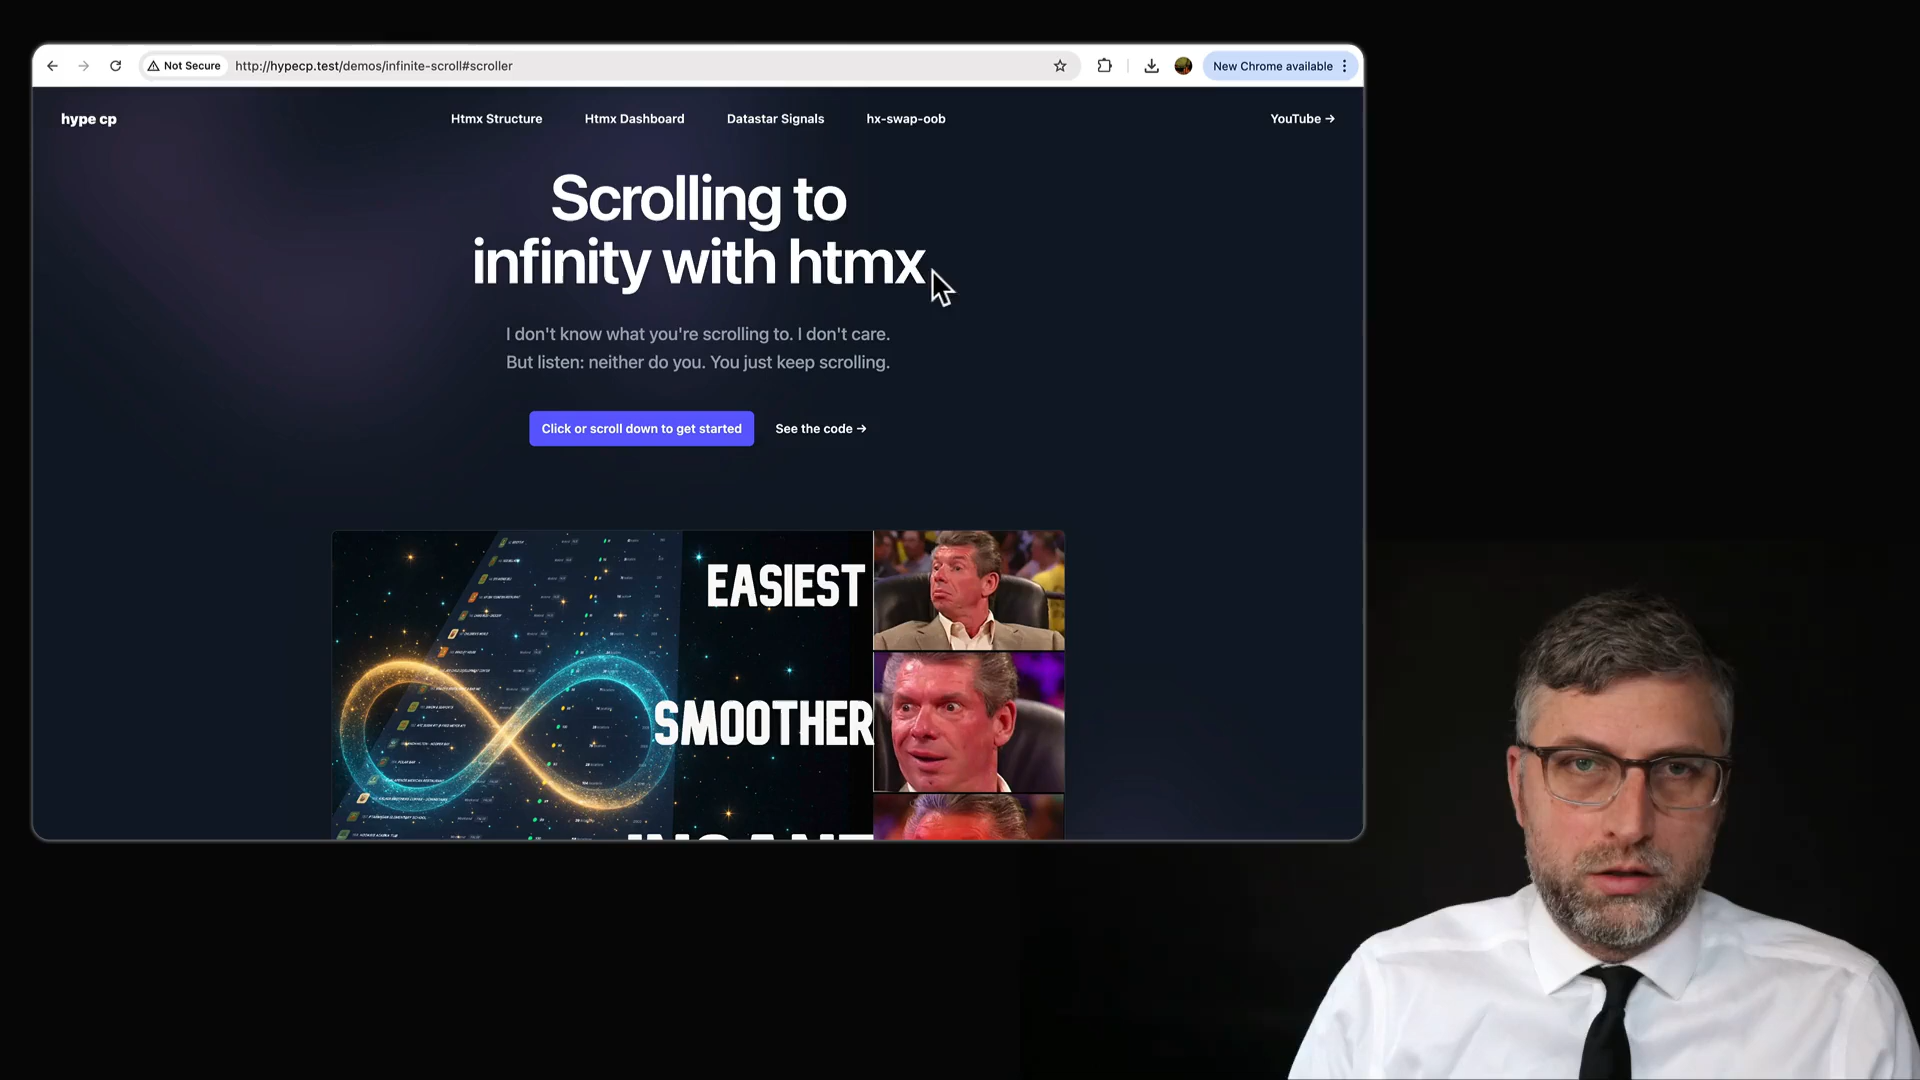 Not Secure
http://hypecp.test/demos/infinite-scroll#scroller
New Chrome available
hype cp
Htmx Structure
Htmx Dashboard
Datastar Signals
hx-swap-oob
YouTube →
Scrolling to
infinity with htmx
I don't know what you're scrolling to. I don't care.
But listen: neither do you. You just keep scrolling.
Click or scroll down to get started
See the code →
EASIEST
SMOOTHER